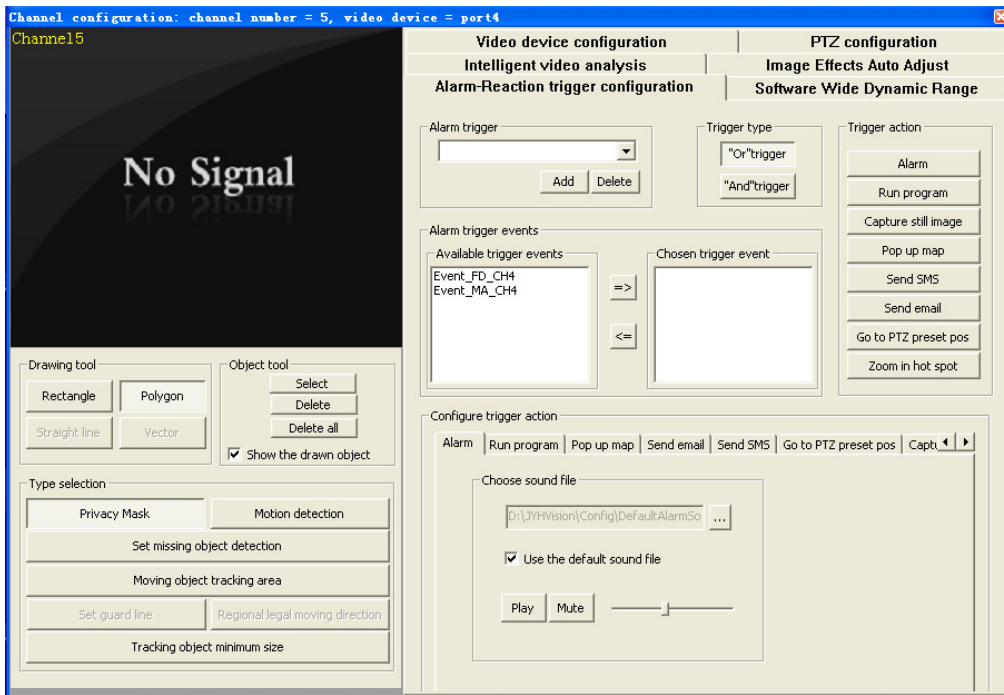 Channel configuration: channel number = 5, video device = port4
Channel5
No Signal
Video device configuration
PTZ configuration
Intelligent video analysis
Image Effects Auto Adjust
Alarm-Reaction trigger configuration
Software Wide Dynamic Range
Alarm trigger
Add
Delete
Trigger type
"Or"trigger
"And"trigger
Trigger action
Alarm
Run program
Capture still image
Pop up map
Send SMS
Send email
Go to PTZ preset pos
Zoom in hot spot
Alarm trigger events
Available trigger events
Event_FD_CH4
Event_MA_CH4
=>
<=
Chosen trigger event
Drawing tool
Rectangle
Polygon
Straight line
Vector
Object tool
Select
Delete
Delete all
Show the drawn object
Type selection
Privacy Mask
Motion detection
Set missing object detection
Moving object tracking area
Set guard line
Regional legal moving direction
Tracking object minimum size
Configure trigger action
Alarm
Run program
Pop up map
Send email
Send SMS
Go to PTZ preset pos
Captu
Choose sound file
D:\JYHVision\Config\DefaultAlarmSo
...
Use the default sound file
Play
Mute